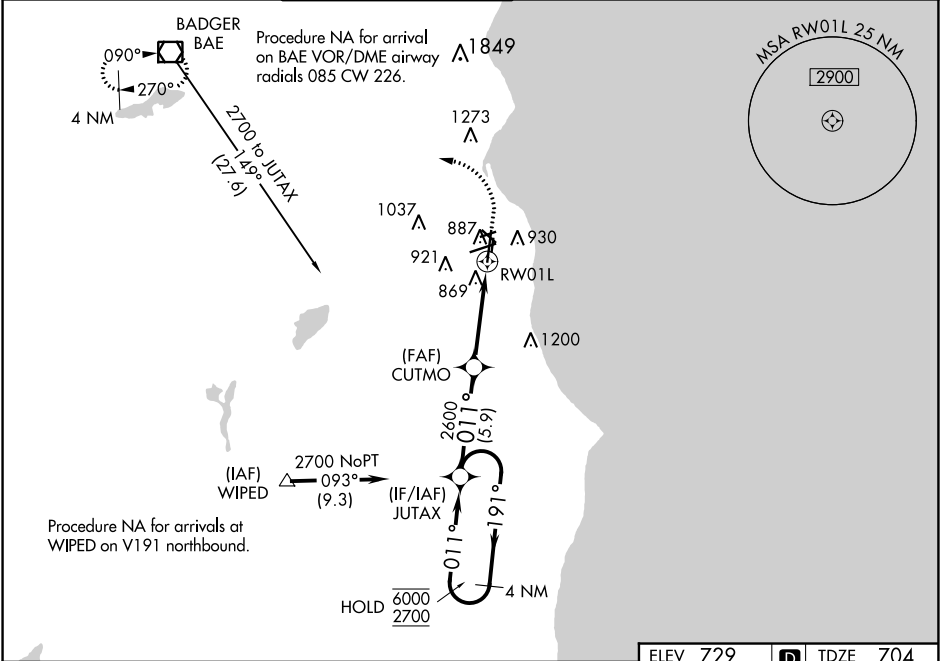 BADGER
BAE
090°
270°
4 NM
Procedure NA for arrival
on BAE VOR/DME airway
radials 085 CW 226.
1849
MSA RW01L 25 NM
2900
1273
2700 to JUTAX
149°
(27.6)
1037
887
930
921
RW01L
869
1200
(FAF)
CUTMO
2600
011°
(5.9)
(IAF)
WIPED
2700 NoPT
093°
(9.3)
(IF/IAF)
JUTAX
191°
011°
Procedure NA for arrivals at
WIPED on V191 northbound.
HOLD
6000
2700
4 NM
ELEV 729
D
TDZE 704